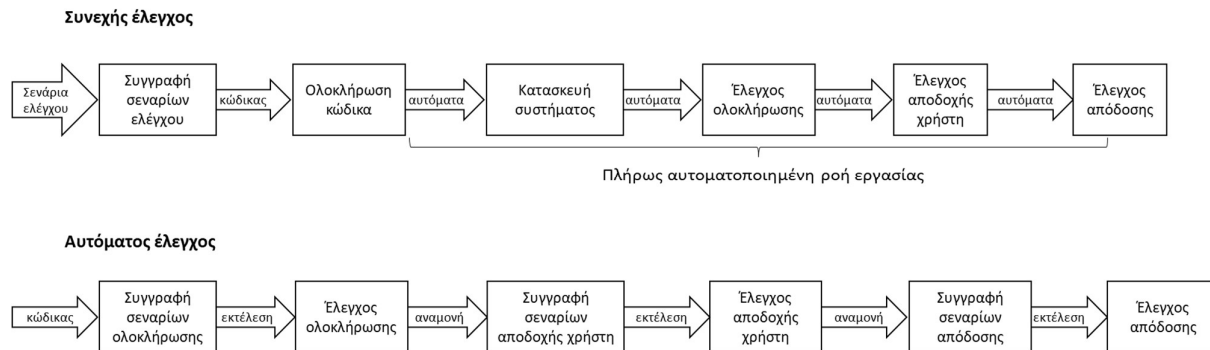 Συνεχής έλεγχος
Σενάρια
ελέγχου
Συγγραφή
σεναρίων
ελέγχου
κώδικας
Ολοκλήρωση
κώδικα
αυτόματα
Κατασκευή
συστήματος
αυτόματα
Έλεγχος
ολοκλήρωσης
αυτόματα
Έλεγχος
αποδοχής
χρήστη
αυτόματα
Έλεγχος
απόδοσης
Πλήρως αυτοματοποιημένη ροή εργασίας
Αυτόματος έλεγχος
κώδικας
Συγγραφή
σεναρίων
ολοκλήρωσης
εκτέλεση
Έλεγχος
ολοκλήρωσης
αναμονή
Συγγραφή
σεναρίων
αποδοχής χρήστη
εκτέλεση
Έλεγχος
αποδοχής
χρήστη
αναμονή
Συγγραφή
σεναρίων
απόδοσης
εκτέλεση
Έλεγχος
απόδοσης